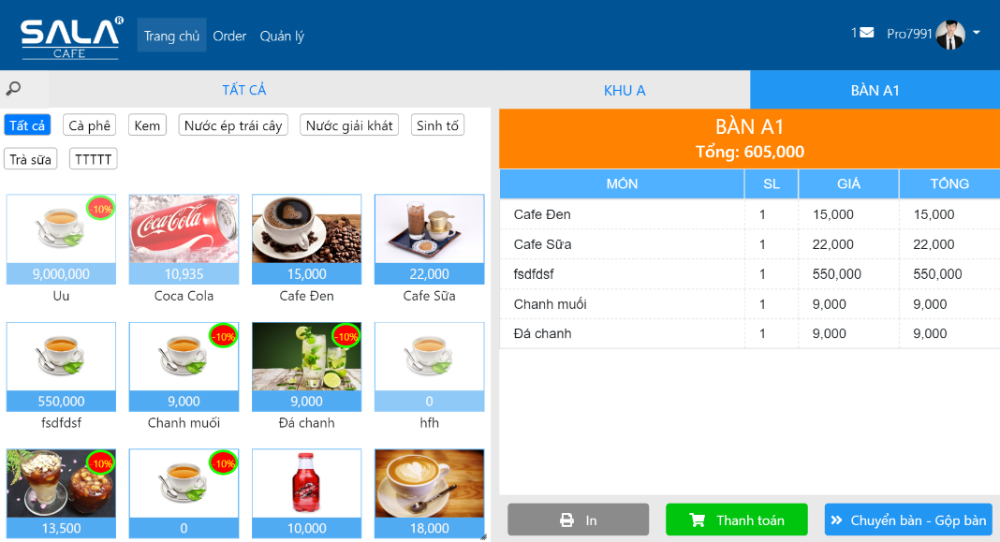 SALA®
CAFE
Trang chủ Order Quản lý
1 Pro7991
TẤT CẢ
KHU A
BÀN A1
Tất cả Cà phê Kem Nước ép trái cây Nước giải khát Sinh tố
Trà sữa TTTTT
-10%
Coca-Cola
9,000,000 10,935 15,000 22,000
Uu Coca Cola Cafe Đen Cafe Sữa
-10% -10%
550,000 9,000 9,000 0
fsdfdsf Chanh muối Đá chanh hfh
-10% -10%
13,500 0 10,000 18,000
BÀN A1
Tổng: 605,000
MÓN SL GIÁ TỔNG
Cafe Đen 1 15,000 15,000
Cafe Sữa 1 22,000 22,000
fsdfdsf 1 550,000 550,000
Chanh muối 1 9,000 9,000
Đá chanh 1 9,000 9,000
In
Thanh toán
Chuyển bàn - Gộp bàn